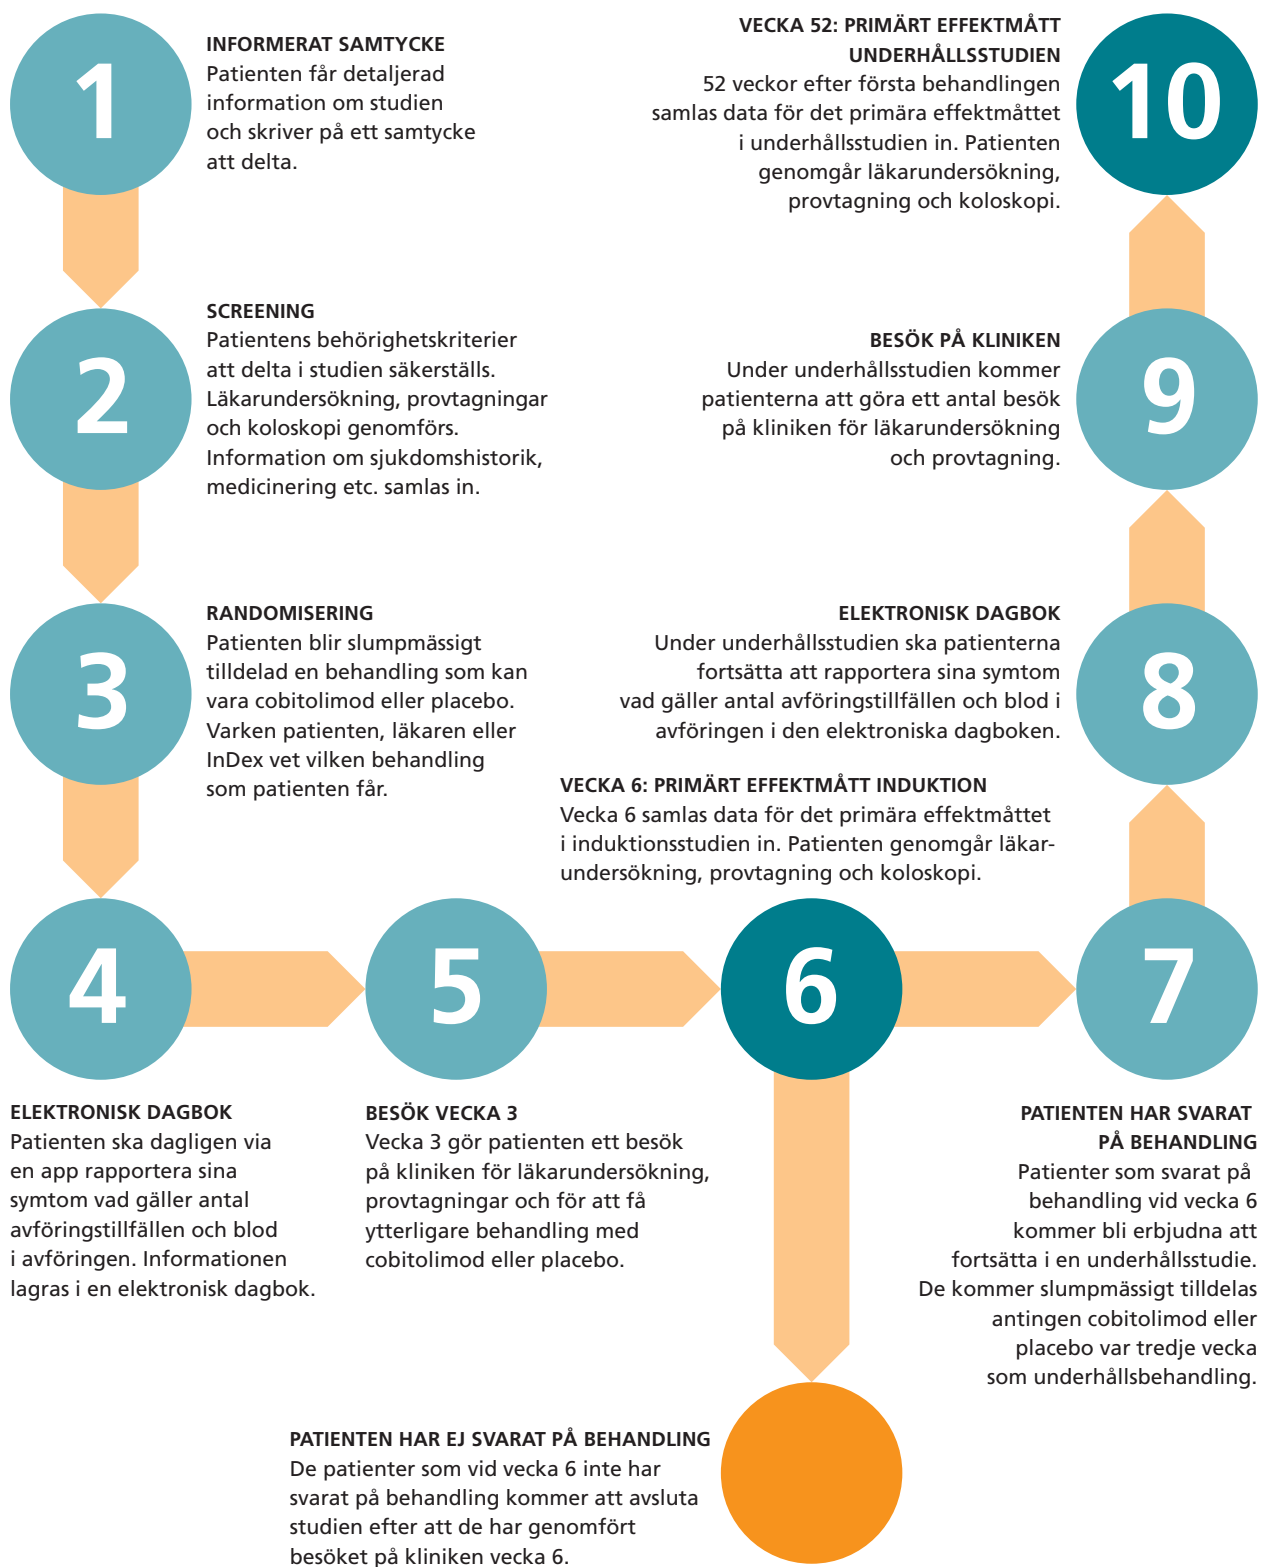 1
INFORMERAT SAMTYCKE
Patienten får detaljerad
information om studien
och skriver på ett samtycke
att delta.
2
SCREENING
Patientens behörighetskriterier
att delta i studien säkerställs.
Läkarundersökning, provtagningar
och koloskopi genomförs.
Information om sjukdomshistorik,
medicinering etc. samlas in.
3
RANDOMISERING
Patienten blir slumpmässigt
tilldelad en behandling som kan
vara cobitolimod eller placebo.
Varken patienten, läkaren eller
InDex vet vilken behandling
som patienten får.
4
ELEKTRONISK DAGBOK
Patienten ska dagligen via
en app rapportera sina
symtom vad gäller antal
avföringstillfällen och blod
i avföringen. Informationen
lagras i en elektronisk dagbok.
5
BESÖK VECKA 3
Vecka 3 gör patienten ett besök
på kliniken för läkarundersökning,
provtagningar och för att få
ytterligare behandling med
cobitolimod eller placebo.
VECKA 6: PRIMÄRT EFFEKTMÅTT INDUKTION
Vecka 6 samlas data för det primära effektmåttet
i induktionsstudien in. Patienten genomgår läkar-
undersökning, provtagning och koloskopi.
6
PATIENTEN HAR EJ SVARAT PÅ BEHANDLING
De patienter som vid vecka 6 inte har
svarat på behandling kommer att avsluta
studien efter att de har genomfört
besöket på kliniken vecka 6.
7
PATIENTEN HAR SVARAT
PÅ BEHANDLING
Patienter som svarat på
behandling vid vecka 6
kommer bli erbjudna att
fortsätta i en underhållsstudie.
De kommer slumpmässigt tilldelas
antingen cobitolimod eller
placebo var tredje vecka
som underhållsbehandling.
8
ELEKTRONISK DAGBOK
Under underhållsstudien ska patienterna
fortsätta att rapportera sina symtom
vad gäller antal avföringstillfällen och blod i
avföringen i den elektroniska dagboken.
9
BESÖK PÅ KLINIKEN
Under underhållsstudien kommer
patienterna att göra ett antal besök
på kliniken för läkarundersökning
och provtagning.
10
VECKA 52: PRIMÄRT EFFEKTMÅTT
UNDERHÅLLSSTUDIEN
52 veckor efter första behandlingen
samlas data för det primära effektmåttet
i underhållsstudien in. Patienten
genomgår läkarundersökning,
provtagning och koloskopi.